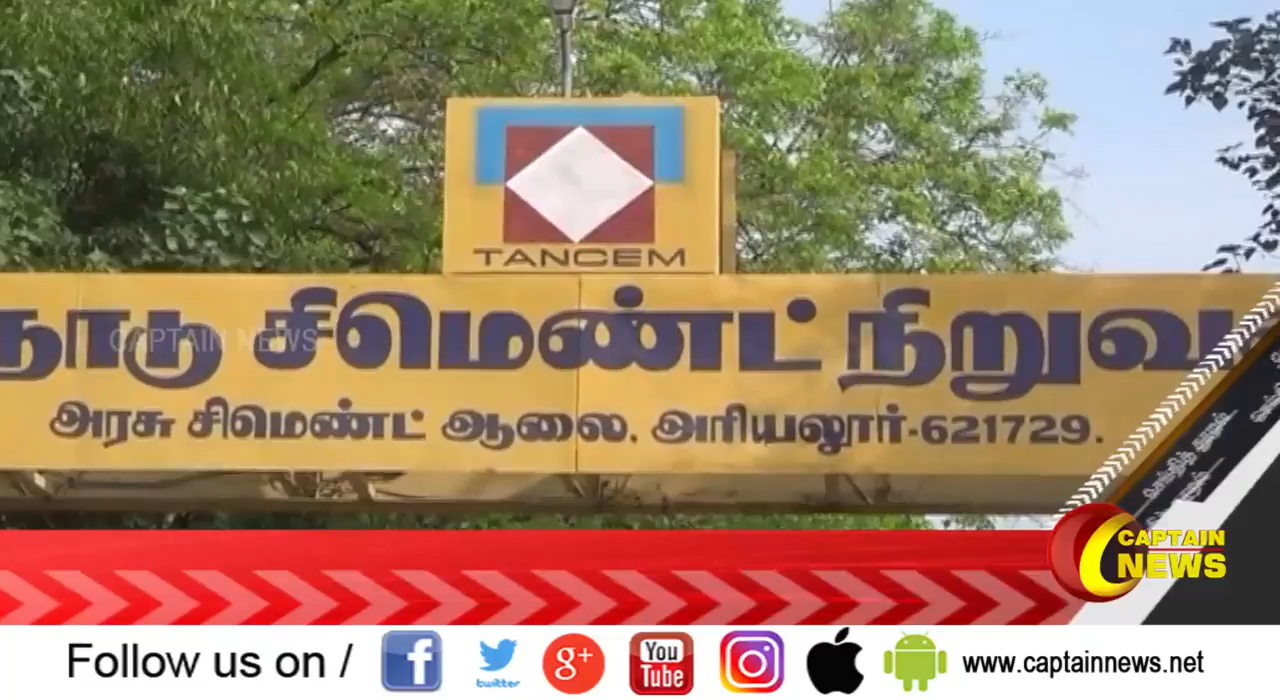 TANCEM
நாடு சிமெண்ட் நிறுவ
CAPTAIN NEWS
அரசு சிமெண்ட் ஆலை, அரியலூர்-621729.
CAPTAIN
NEWS
Follow us on / f twitter g+ You Tube www.captainnews.net